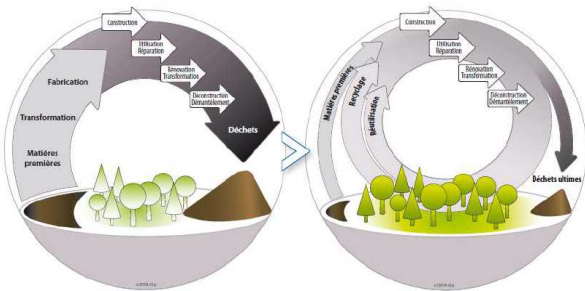 Construction
Utilisation
Réparation
Rénovation
Transformation
Déconstruction
Démantèlement
Fabrication
Transformation
Matières
premières
Déchets
Construction
Utilisation
Réparation
Rénovation
Transformation
Déconstruction
Démantèlement
Matières premières
Recyclage
Réutilisation
Déchets ultimes